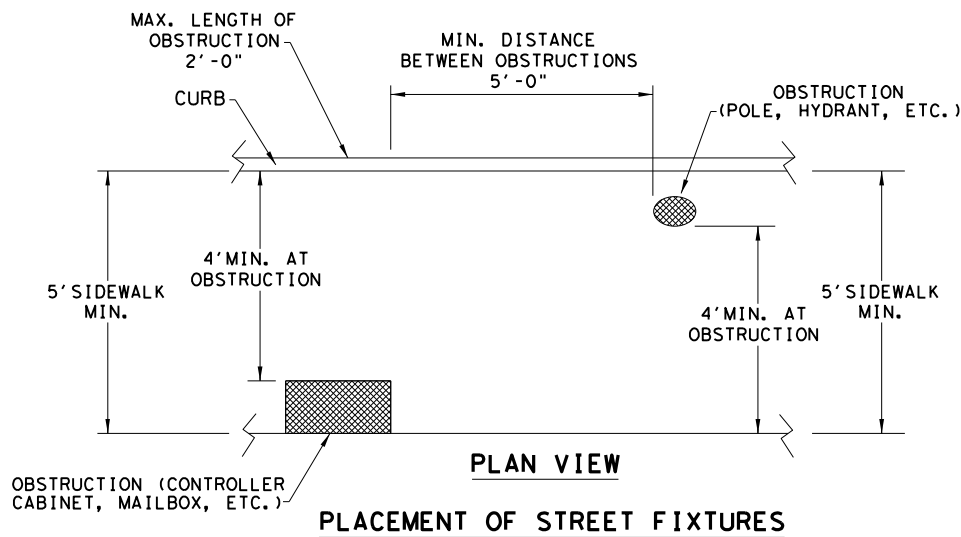 MAX. LENGTH OF
OBSTRUCTION
2'-0"
CURB
MIN. DISTANCE
BETWEEN OBSTRUCTIONS
5'-0"
OBSTRUCTION
(POLE, HYDRANT, ETC.)
4'MIN. AT
OBSTRUCTION
5'SIDEWALK
MIN.
4'MIN. AT
OBSTRUCTION
5'SIDEWALK
MIN.
OBSTRUCTION (CONTROLLER
CABINET, MAILBOX, ETC.)
PLAN VIEW
PLACEMENT OF STREET FIXTURES